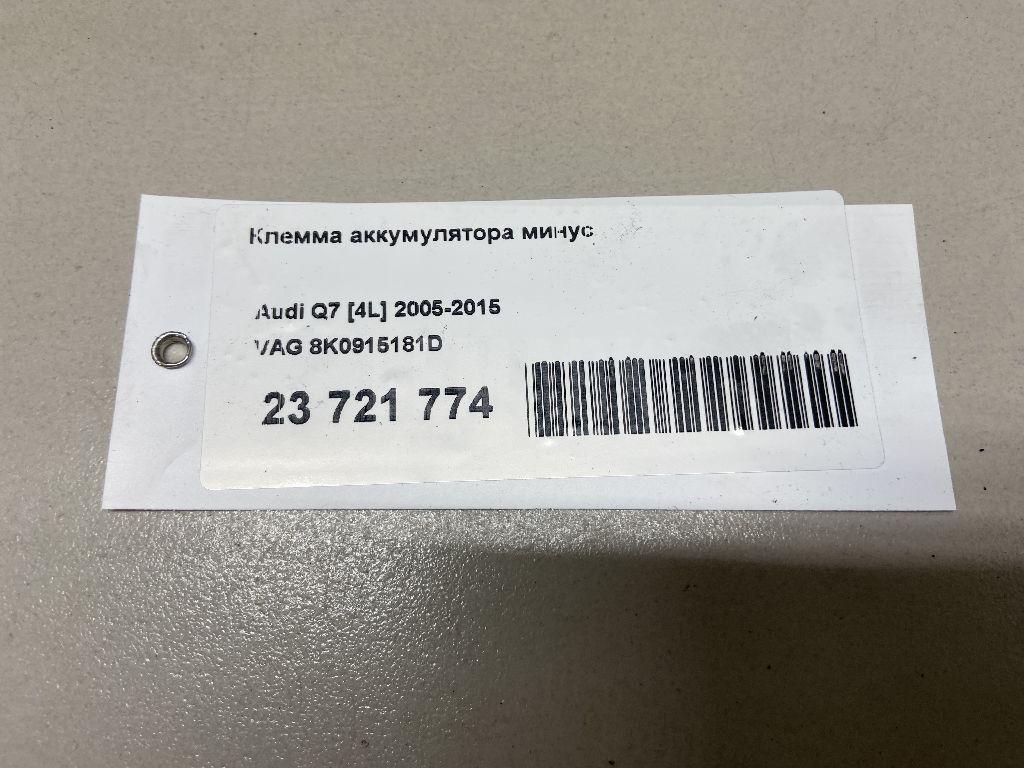 Клемма аккумулятора минус
Audi Q7 [4L] 2005-2015
VAG 8K0915181D
23 721 774